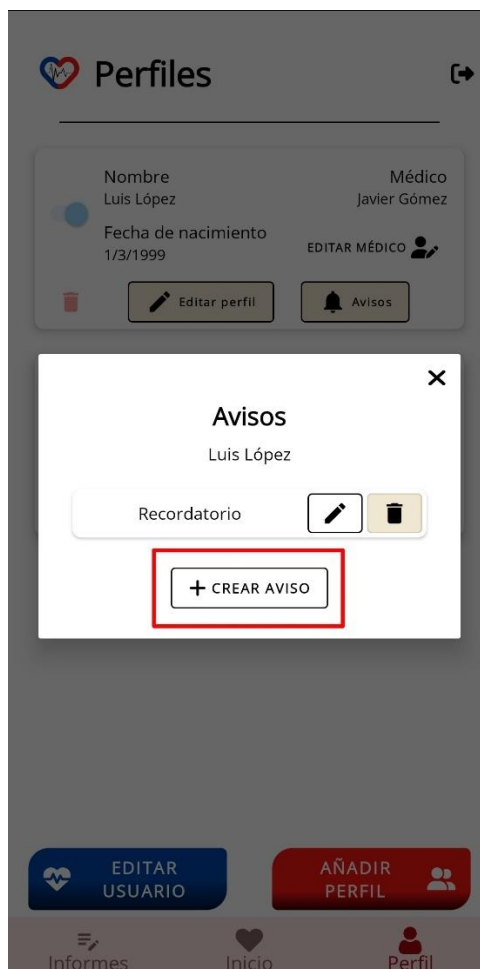 Perfiles
Nombre
Médico
Luis López
Javier Gómez
Fecha de nacimiento
1/3/1999
EDITAR MÉDICO
Editar perfil
Avisos
Avisos
Luis López
Recordatorio
CREAR AVISO
EDITAR
USUARIO
AÑADIR
PERFIL
Informes
Inicio
Perfil